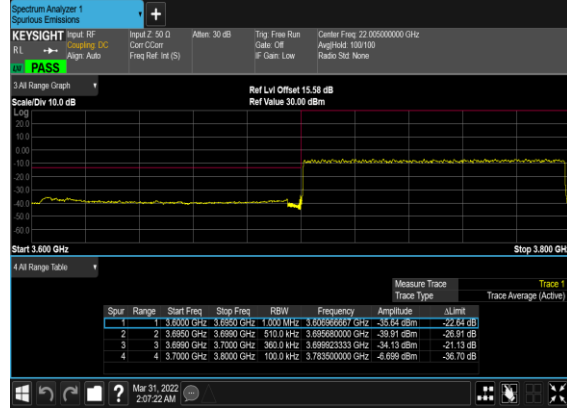 Spectrum Analyzer 1
Spurious Emissions
KEYSIGHT Input: RF Input Z: 50 Ω Atten: 30 dB Trig: Free Run Center Freq: 22.005000000 GHz
RL Coupling: DC Corr CCorr Gate: Off Avg|Hold: 100/100
Align: Auto Freq Ref: Int (S) IF Gain: Low Radio Std: None
PASS
3 All Range Graph
Ref Lvl Offset 15.58 dB
Scale/Div 10.0 dB Ref Value 30.00 dBm
Log
20.0
10.0
0.00
-10.0
-20.0
-30.0
-40.0
-50.0
-60.0
Start 3.600 GHz Stop 3.800 GH
4 All Range Table
Measure Trace Trace 1
Trace Type Trace Average (Active)
Spur Range Start Freq Stop Freq RBW Frequency Amplitude ΔLimit
1 1 3.6000 GHz 3.6950 GHz 1.000 MHz 3.606966667 GHz -35.64 dBm -22.64 dB
2 2 3.6950 GHz 3.6990 GHz 510.0 kHz 3.695680000 GHz -39.91 dBm -26.91 dB
3 3 3.6990 GHz 3.7000 GHz 360.0 kHz 3.699923333 GHz -34.13 dBm -21.13 dB
4 4 3.7000 GHz 3.8000 GHz 100.0 kHz 3.783500000 GHz -6.699 dBm -36.70 dB
? Mar 31, 2022
2:07:22 AM